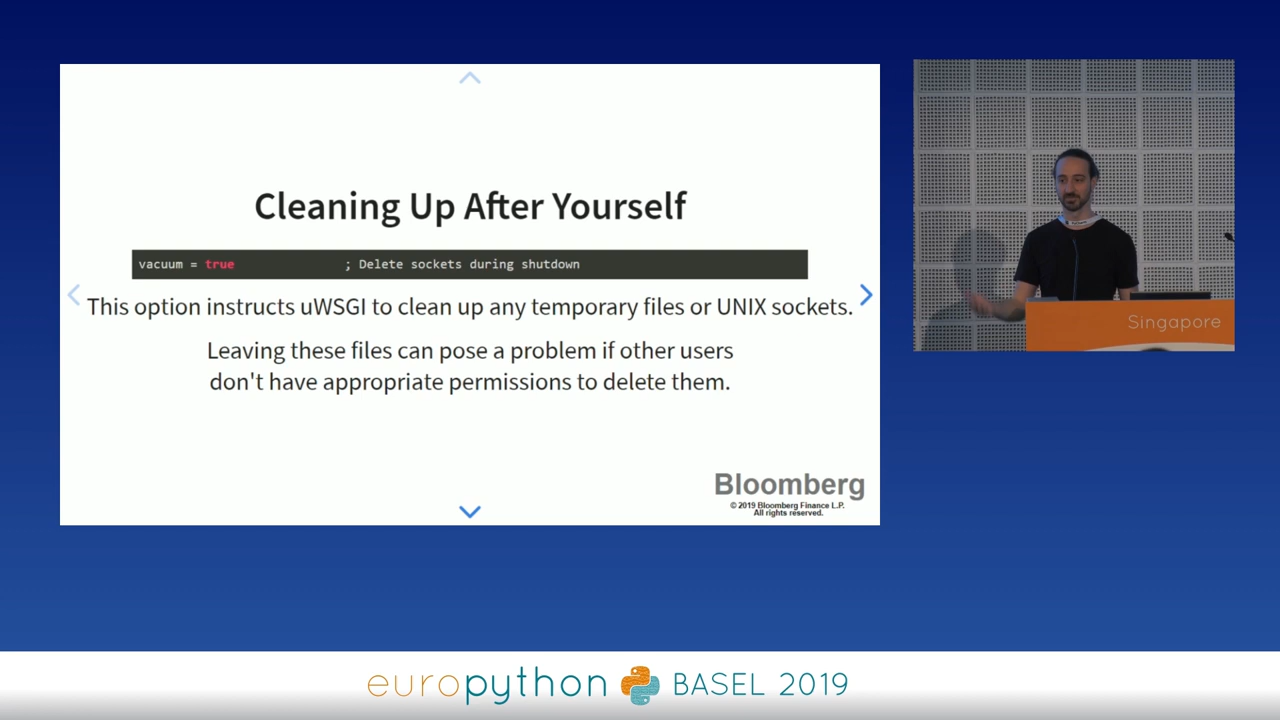 Cleaning Up After Yourself
vacuum = true ; Delete sockets during shutdown
This option instructs uWSGI to clean up any temporary files or UNIX sockets.
Leaving these files can pose a problem if other users
don't have appropriate permissions to delete them.
Bloomberg
© 2019 Bloomberg Finance L.P.
All rights reserved.
Singapore
europython BASEL 2019